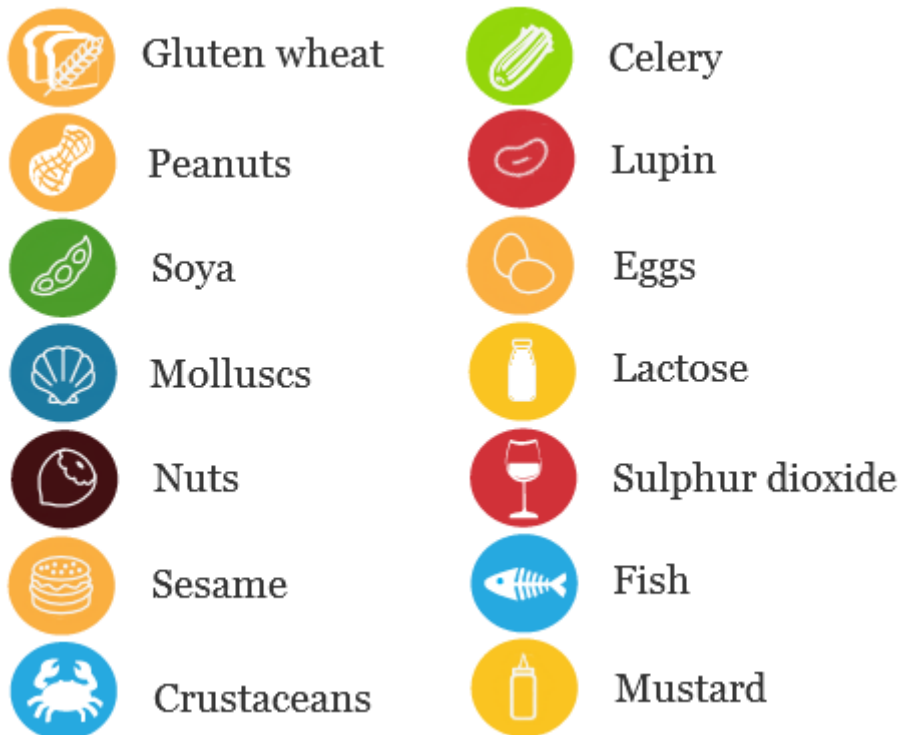 Gluten wheat
Peanuts
Soya
Molluscs
Nuts
Sesame
Crustaceans
Celery
Lupin
Eggs
Lactose
Sulphur dioxide
Fish
Mustard